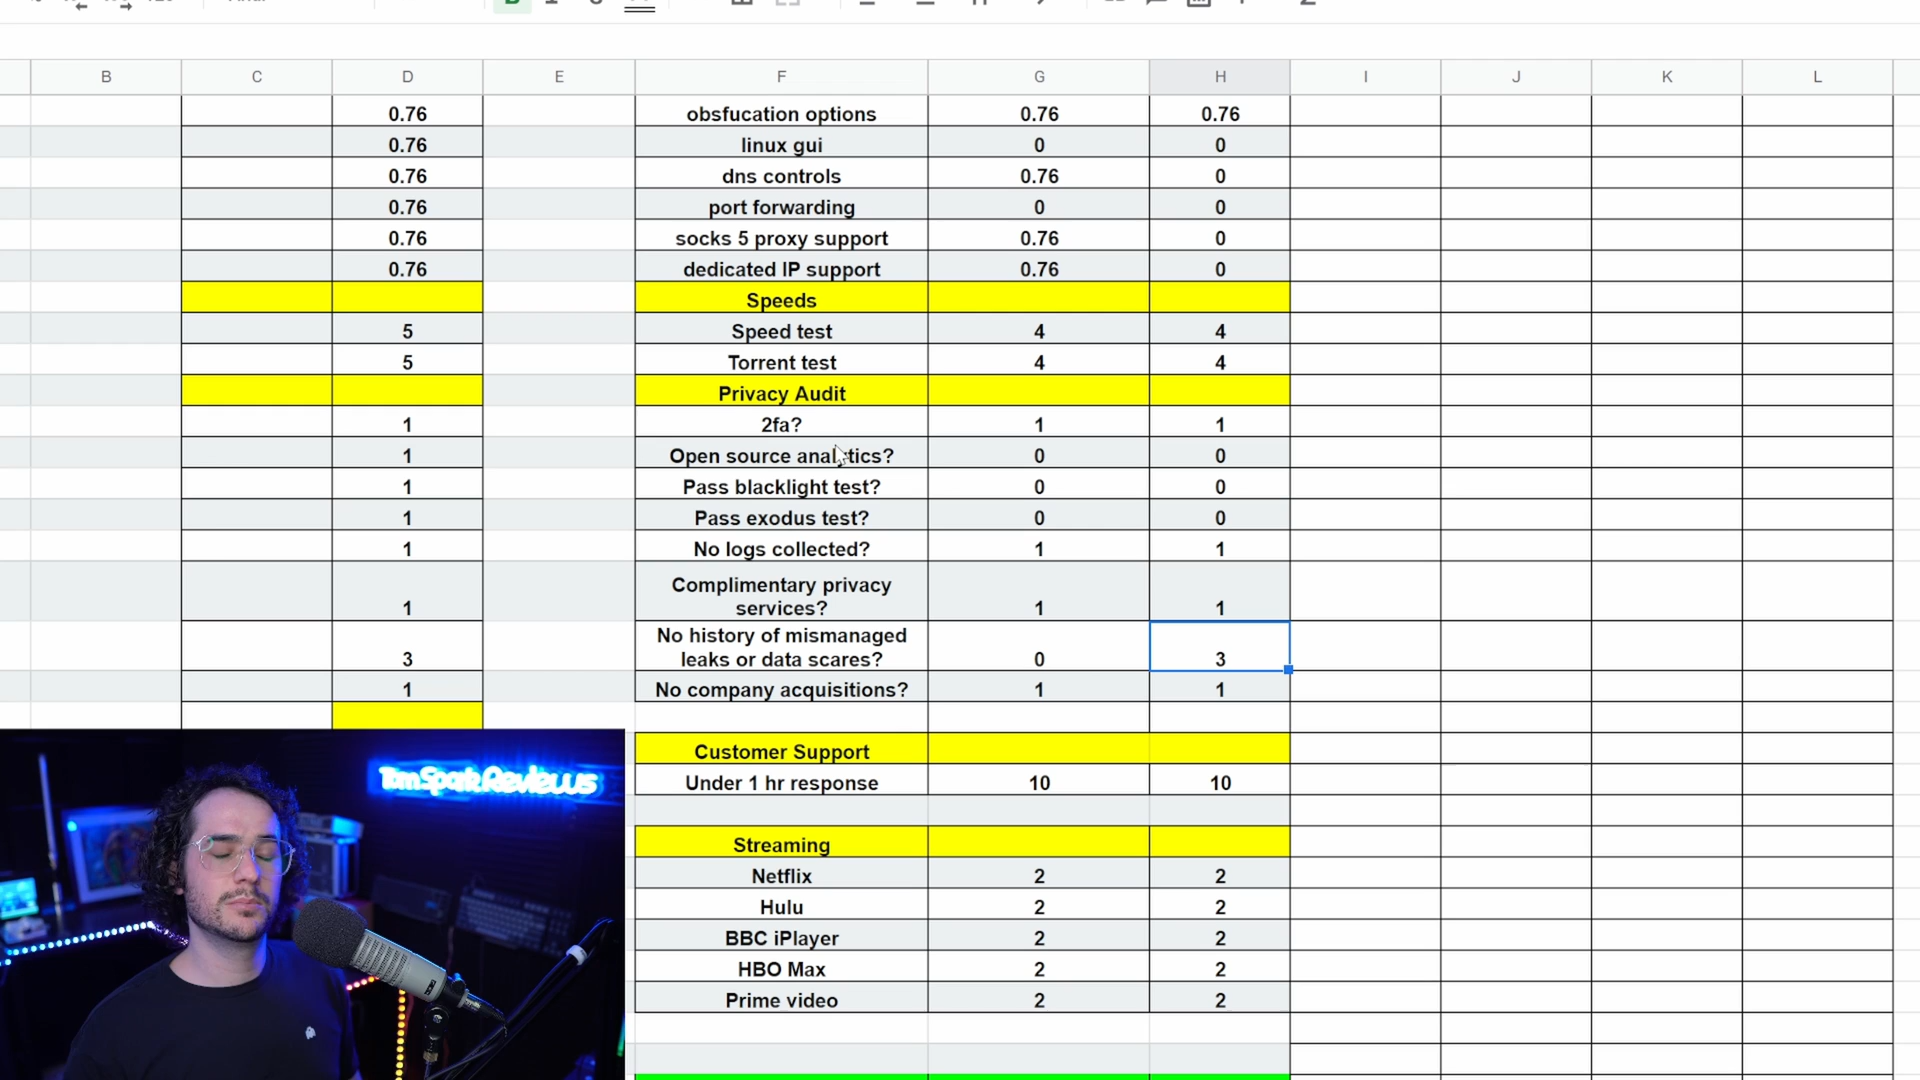 B C D E F G H I J K L
0.76 obsfucation options 0.76 0.76
0.76 linux gui 0 0
0.76 dns controls 0.76 0
0.76 port forwarding 0 0
0.76 socks 5 proxy support 0.76 0
0.76 dedicated IP support 0.76 0
Speeds
5 Speed test 4 4
5 Torrent test 4 4
Privacy Audit
1 2fa? 1 1
1 Open source analytics? 0 0
1 Pass blacklight test? 0 0
1 Pass exodus test? 0 0
1 No logs collected? 1 1
Complimentary privacy
1 services? 1 1
No history of mismanaged
3 leaks or data scares? 0 3
1 No company acquisitions? 1 1
Customer Support
Under 1 hr response 10 10
Streaming
Netflix 2 2
Hulu 2 2
BBC iPlayer 2 2
HBO Max 2 2
Prime video 2 2
TomSparkReviews